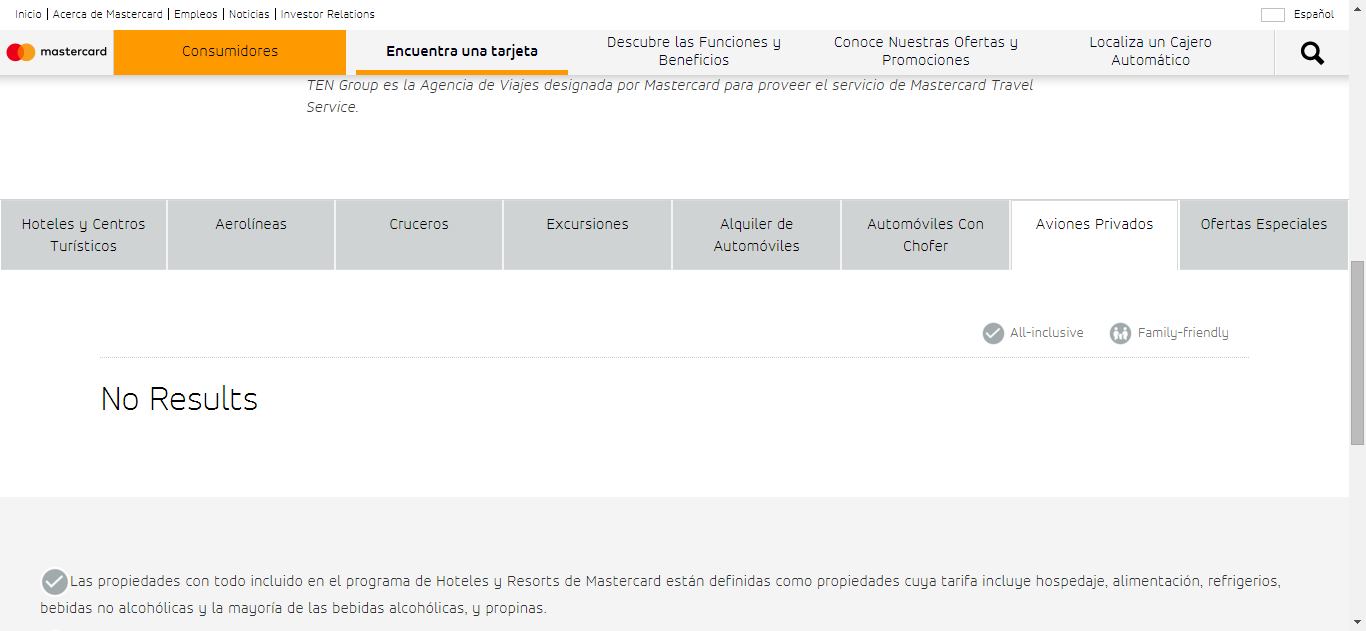 Inicio | Acerca de Mastercard | Empleos | Noticias | Investor Relations
Español
mastercard
Consumidores
Encuentra una tarjeta
Descubre las Funciones y
Beneficios
Conoce Nuestras Ofertas y
Promociones
Localiza un Cajero
Automático
TEN Group es la Agencia de Viajes designada por Mastercard para proveer el servicio de Mastercard Travel
Service.
Hoteles y Centros
Turísticos
Aerolíneas
Cruceros
Excursiones
Alquiler de
Automóviles
Automóviles Con
Chofer
Aviones Privados
Ofertas Especiales
All-inclusive
Family-friendly
No Results
Las propiedades con todo incluido en el programa de Hoteles y Resorts de Mastercard están definidas como propiedades cuya tarifa incluye hospedaje, alimentación, refrigerios,
bebidas no alcohólicas y la mayoría de las bebidas alcohólicas, y propinas.